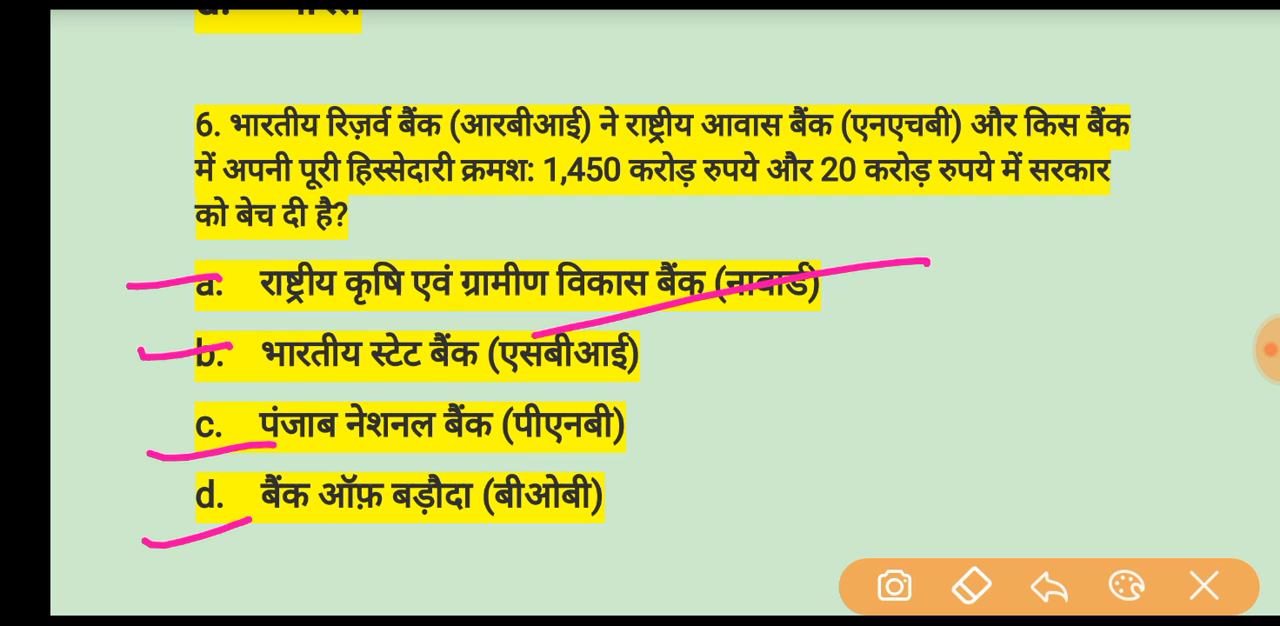 6. भारतीय रिज़र्व बैंक (आरबीआई) ने राष्ट्रीय आवास बैंक (एनएचबी) और किस बैंक
में अपनी पूरी हिस्सेदारी क्रमश: 1,450 करोड़ रुपये और 20 करोड़ रुपये में सरकार
को बेच दी है?
a. राष्ट्रीय कृषि एवं ग्रामीण विकास बैंक (नाबार्ड)
b. भारतीय स्टेट बैंक (एसबीआई)
c. पंजाब नेशनल बैंक (पीएनबी)
d. बैंक ऑफ़ बड़ौदा (बीओबी)